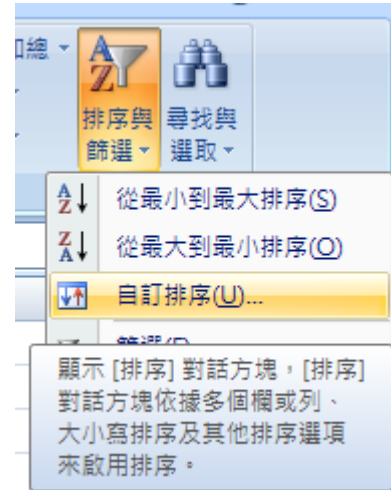 加總
排序與
篩選
尋找與
選取
從最小到最大排序(S)
從最大到最小排序(O)
自訂排序(U)...
顯示 [排序] 對話方塊，[排序]
對話方塊依據多個欄或列、
大小寫排序及其他排序選項
來啟用排序。